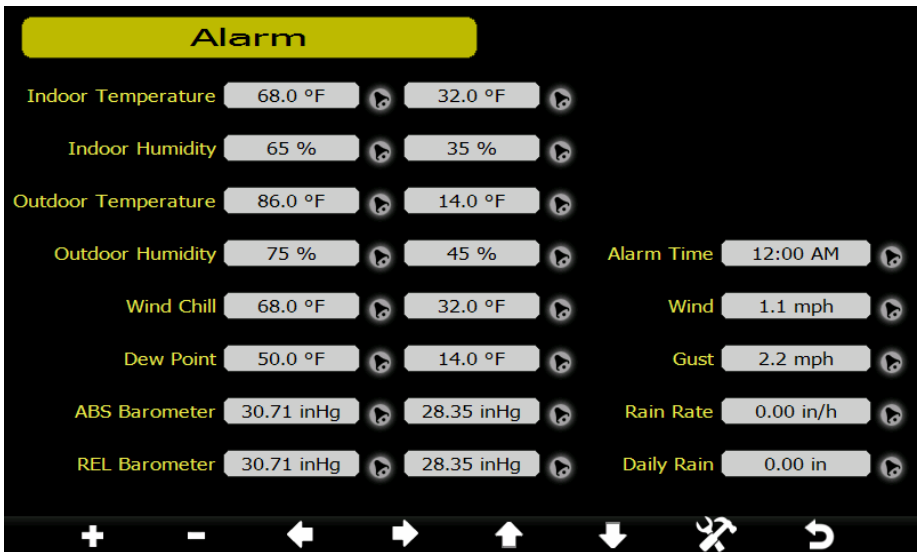 Alarm
Indoor Temperature 68.0 °F 32.0 °F
Indoor Humidity 65 % 35 %
Outdoor Temperature 86.0 °F 14.0 °F
Outdoor Humidity 75 % 45 % Alarm Time 12:00 AM
Wind Chill 68.0 °F 32.0 °F Wind 1.1 mph
Dew Point 50.0 °F 14.0 °F Gust 2.2 mph
ABS Barometer 30.71 inHg 28.35 inHg Rain Rate 0.00 in/h
REL Barometer 30.71 inHg 28.35 inHg Daily Rain 0.00 in